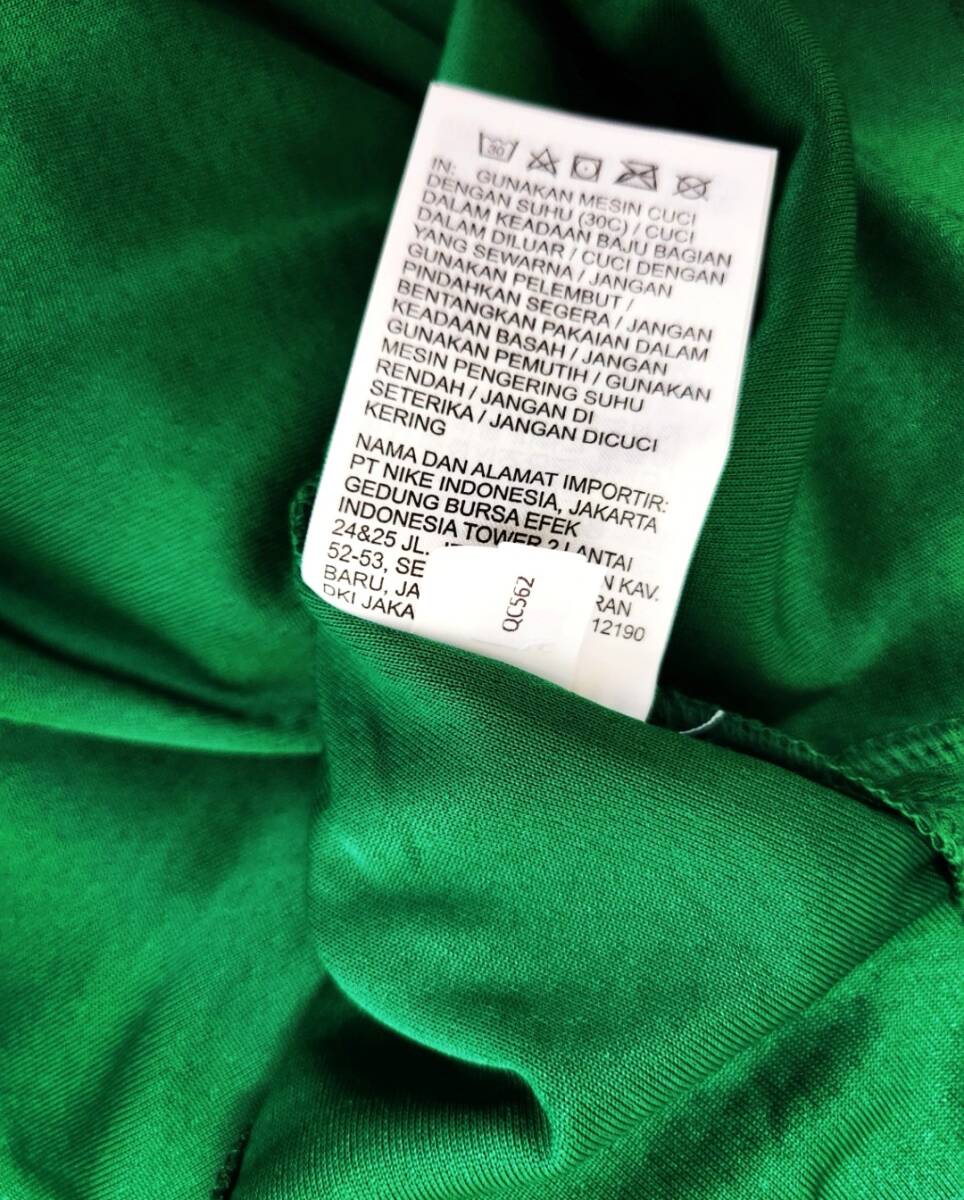 30
IN: GUNAKAN MESIN CUCI
DENGAN SUHU (30C) / CUCI
DALAM KEADAAN BAJU BAGIAN
DALAM DILUAR / CUCI DENGAN
YANG SEWARNA / JANGAN
GUNAKAN PELEMBUT /
PINDAHKAN SEGERA / JANGAN
BENTANGKAN PAKAIAN DALAM
KEADAAN BASAH / JANGAN
GUNAKAN PEMUTIH / GUNAKAN
MESIN PENGERING SUHU
RENDAH / JANGAN DI
SETERIKA / JANGAN DICUCI
KERING
NAMA DAN ALAMAT IMPORTIR:
PT NIKE INDONESIA, JAKARTA
GEDUNG BURSA EFEK
INDONESIA TOWER 2 LANTAI
24&25 JL. N KAV.
52-53, SE RAN
BARU, JA 12190
DKI JAKA
QC562